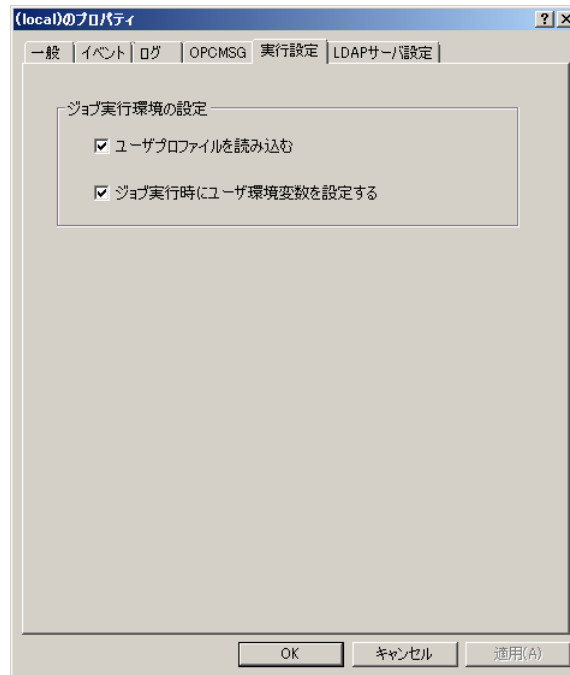 (local)のプロパティ
一般 イベント ログ OPCMSG 実行設定 LDAPサーバ設定
ジョブ実行環境の設定
ユーザプロファイルを読み込む
ジョブ実行時にユーザ環境変数を設定する
OK キャンセル 適用(A)